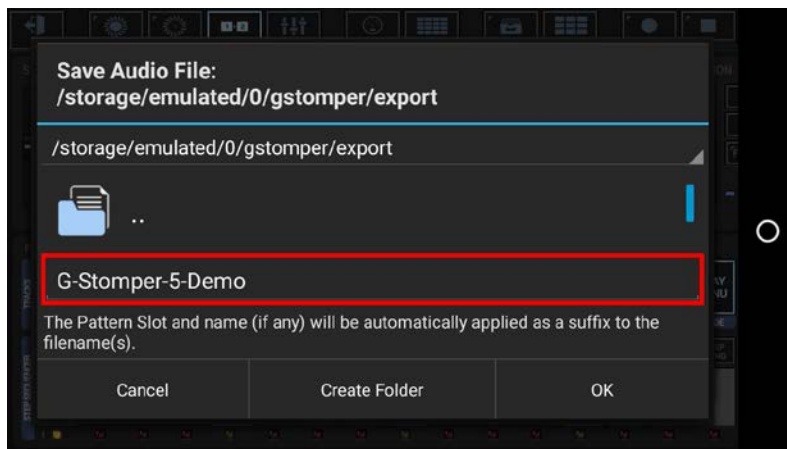 Save Audio File:
/storage/emulated/0/gstomper/export
/storage/emulated/0/gstomper/export
..
G-Stomper-5-Demo
The Pattern Slot and name (if any) will be automatically applied as a suffix to the
filename(s).
Cancel Create Folder OK